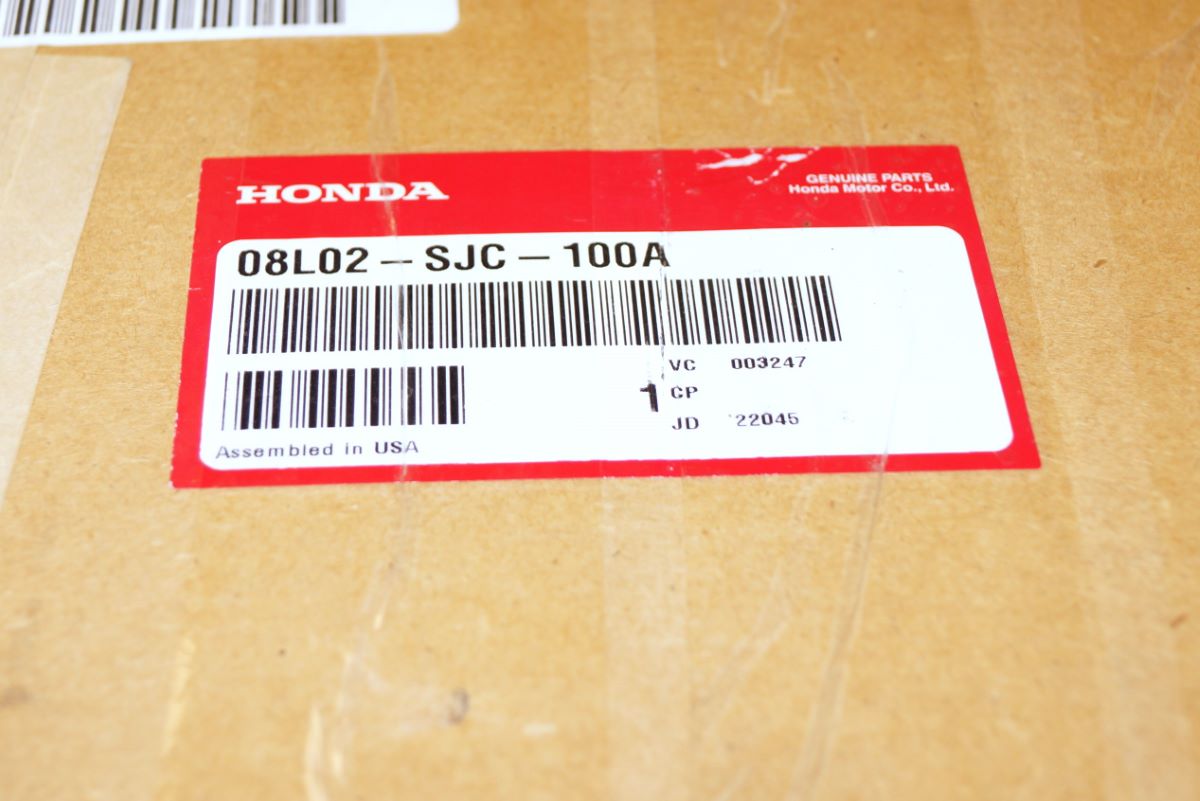 HONDA
GENUINE PARTS
Honda Motor Co., Ltd.
08L02 – SJC – 100A
VC 003247
1 CP
JD 22045
Assembled in USA